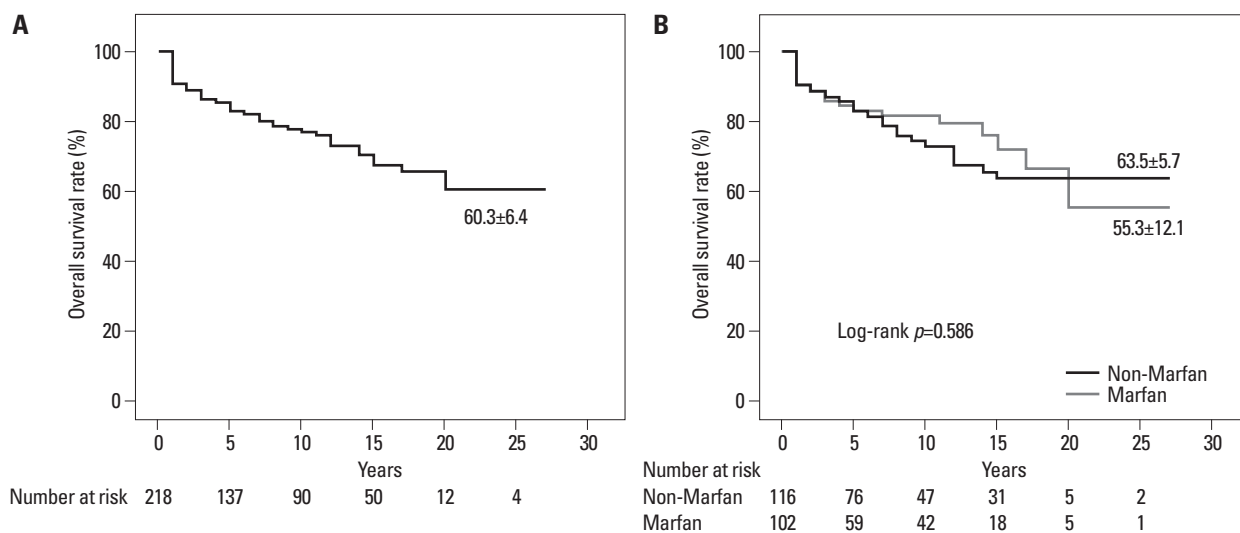 A
Overall survival rate (%)
100
80
60
40
20
0
60.3±6.4
0 5 10 15 20 25 30
Years
Number at risk 218 137 90 50 12 4
B
Overall survival rate (%)
100
80
60
40
20
0
63.5±5.7
55.3±12.1
Log-rank p=0.586
Non-Marfan
Marfan
0 5 10 15 20 25 30
Years
Number at risk
Non-Marfan 116 76 47 31 5 2
Marfan 102 59 42 18 5 1